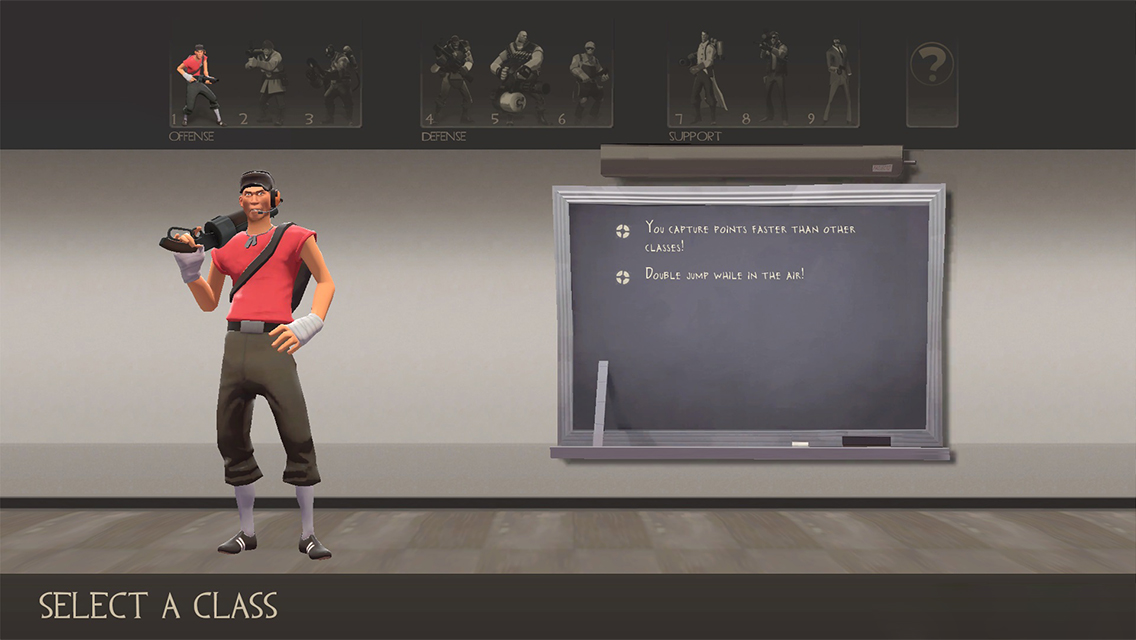 1 2 3 4 5 6 7 8 9 ?
OFFENSE DEFENSE SUPPORT
YOU CAPTURE POINTS FASTER THAN OTHER
CLASSES!
DOUBLE JUMP WHILE IN THE AIR!
SELECT A CLASS